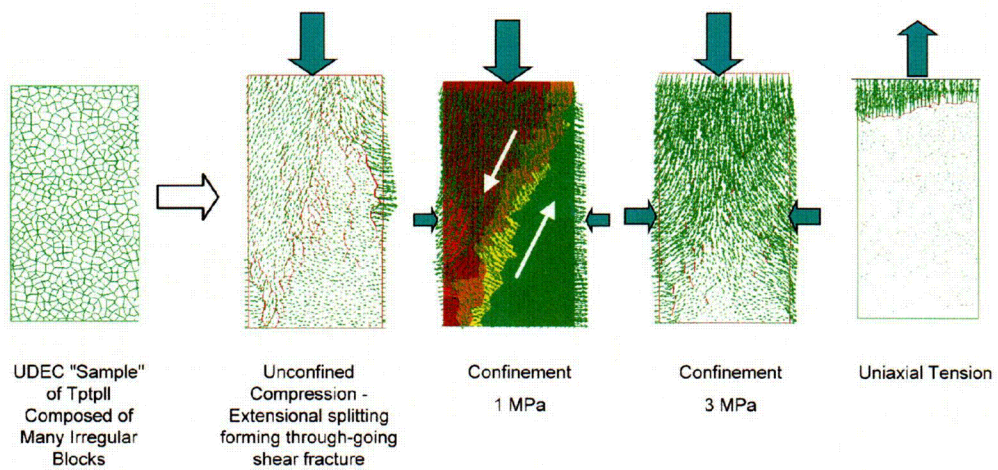 UDEC "Sample"
of Tptpll
Composed of
Many Irregular
Blocks
Unconfined
Compression -
Extensional splitting
forming through-going
shear fracture
Confinement
1 MPa
Confinement
3 MPa
Uniaxial Tension